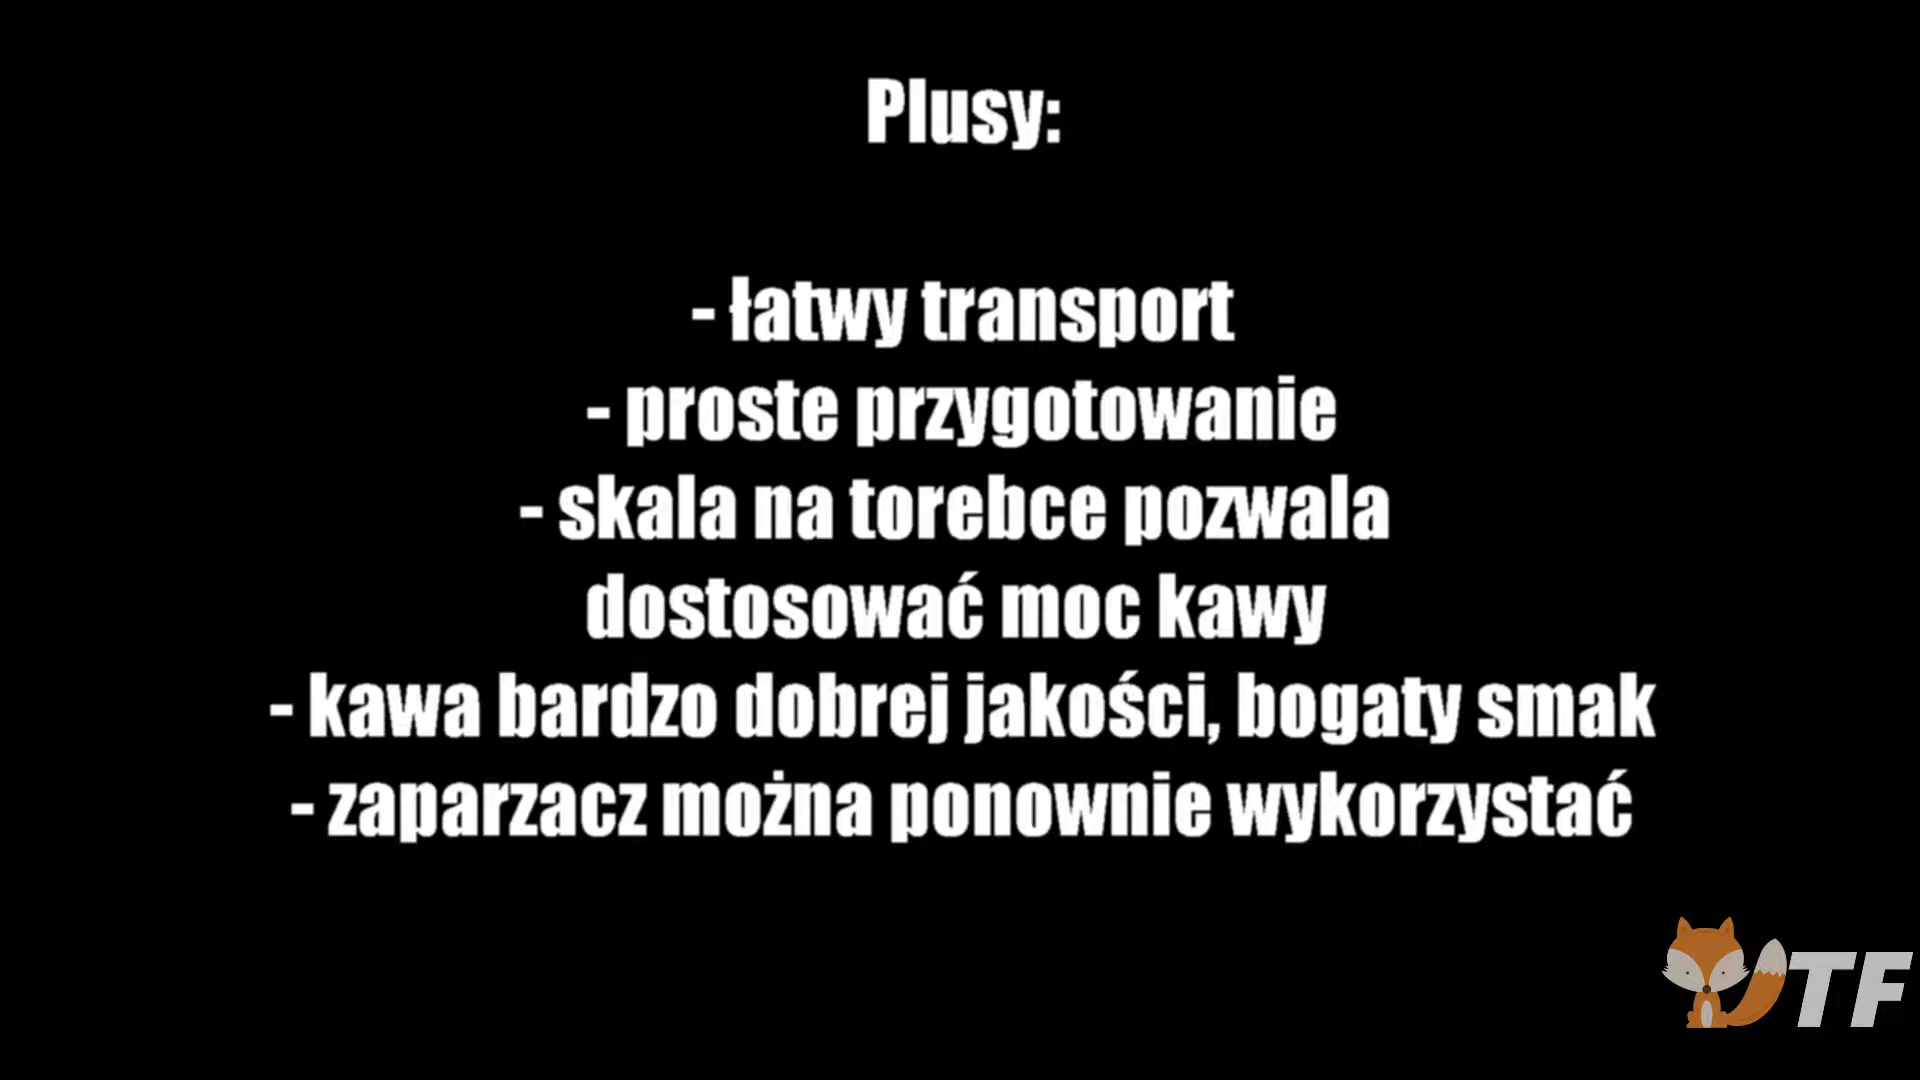 Plusy:
- łatwy transport
- proste przygotowanie
- skala na torebce pozwala
dostosować moc kawy
- kawa bardzo dobrej jakości, bogaty smak
- zaparzacz można ponownie wykorzystać
TF